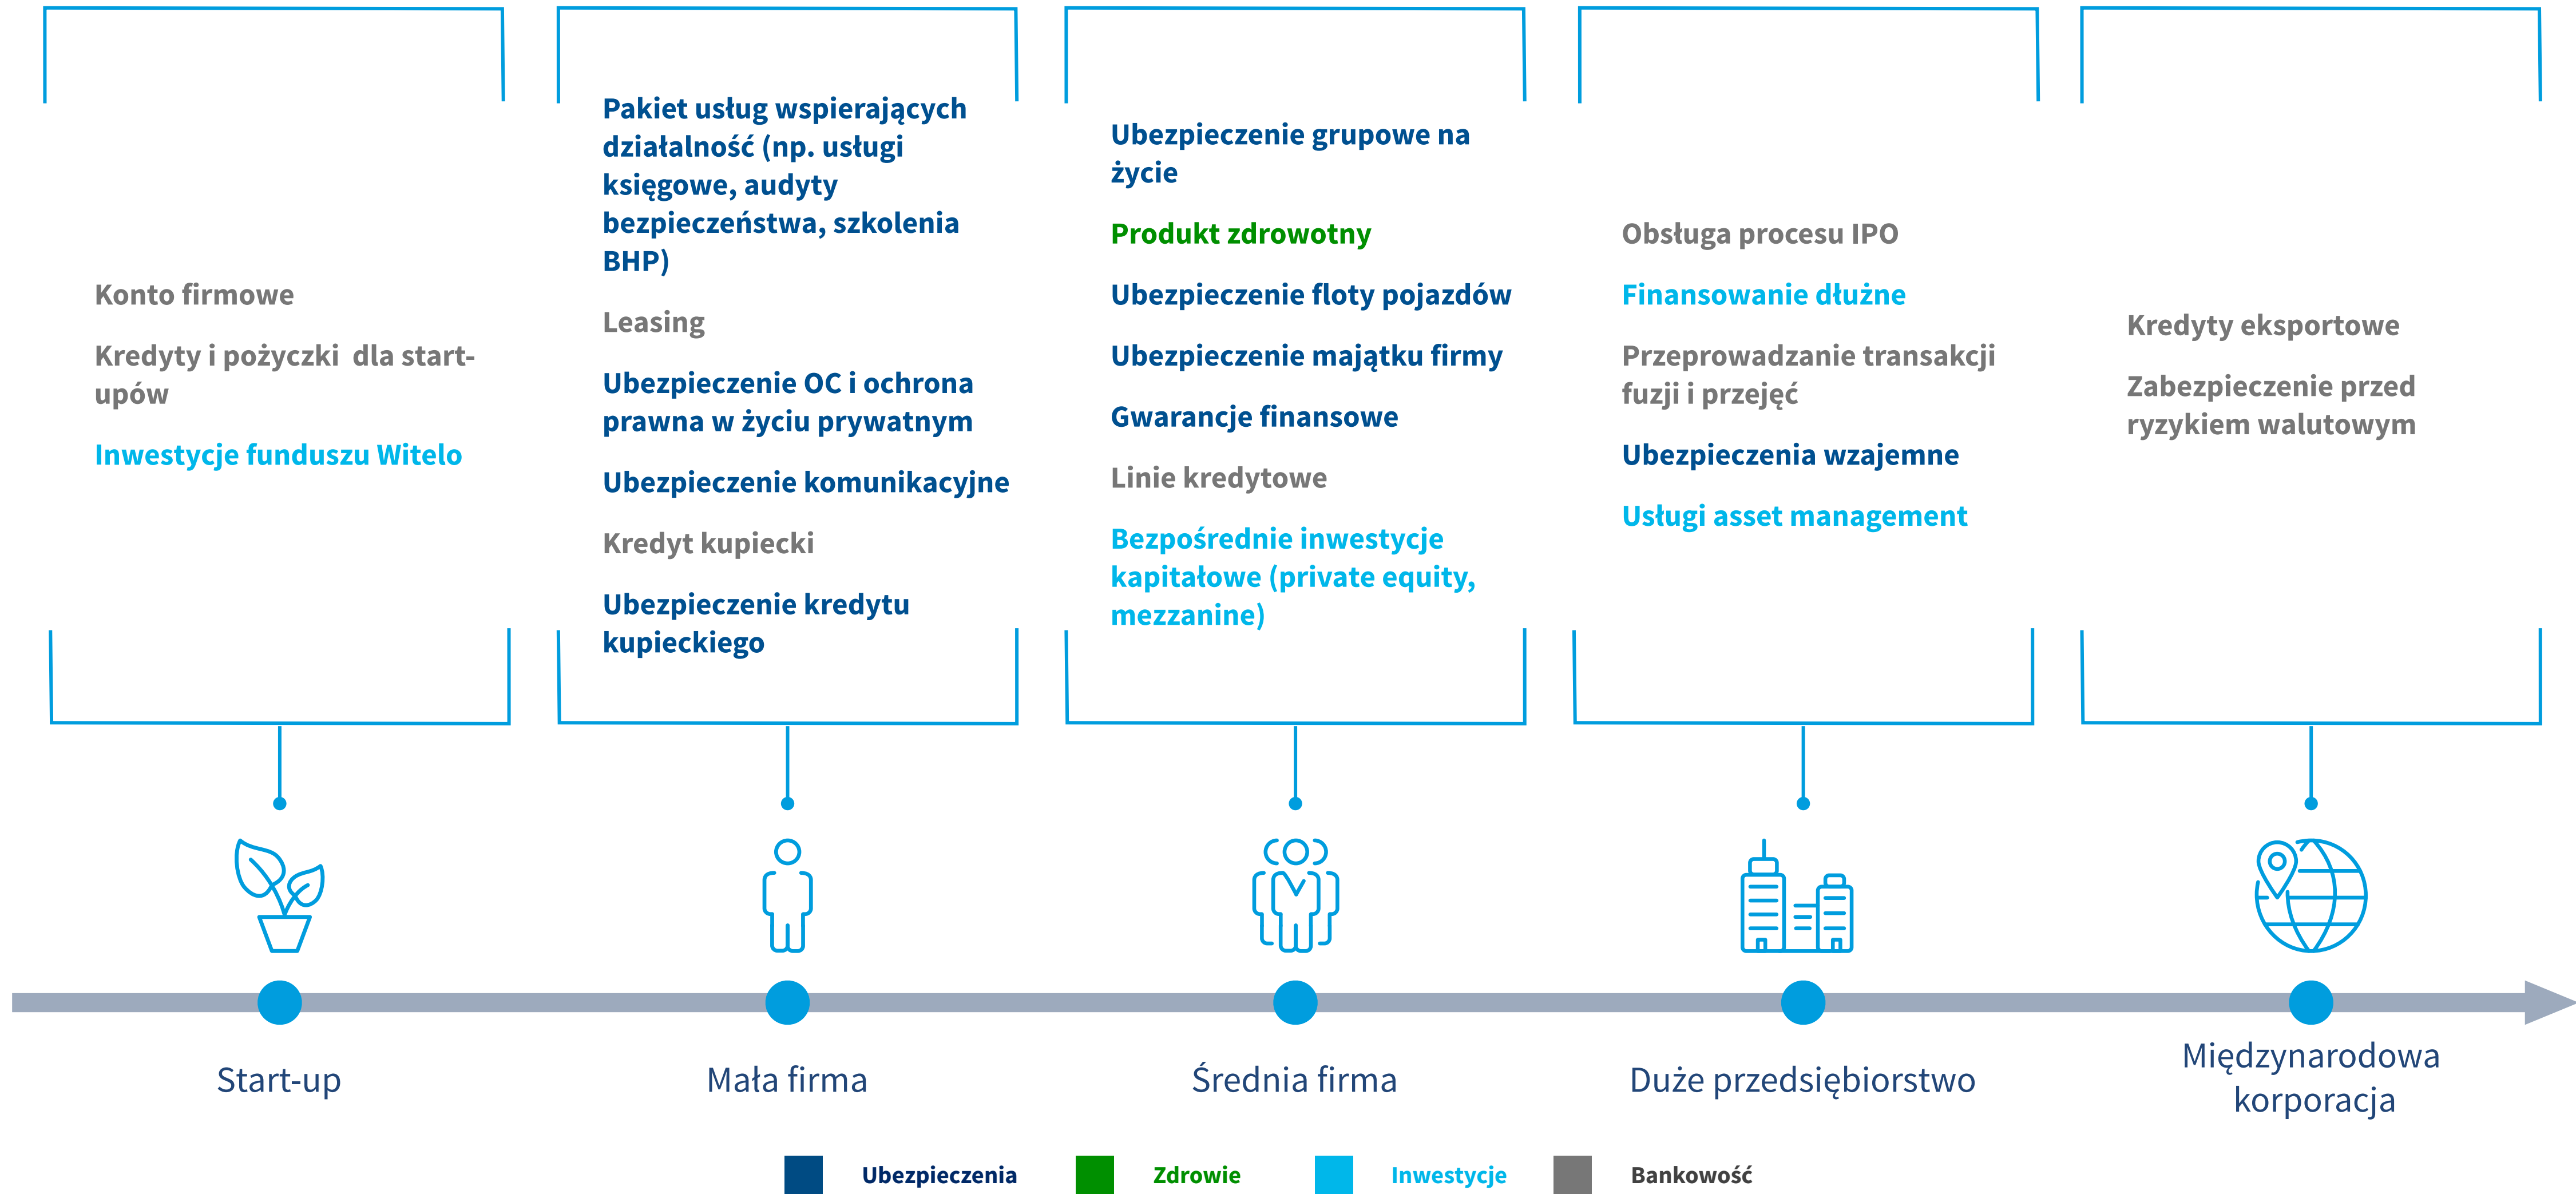 Konto firmowe
Kredyty i pożyczki  dla start-
upów
Inwestycje funduszu Witelo
Pakiet usług wspierających
działalność (np. usługi
księgowe, audyty
bezpieczeństwa, szkolenia
BHP)
Leasing
Ubezpieczenie OC i ochrona
prawna w życiu prywatnym
Ubezpieczenie komunikacyjne
Kredyt kupiecki
Ubezpieczenie kredytu
kupieckiego
Ubezpieczenie grupowe na
życie
Produkt zdrowotny
Ubezpieczenie floty pojazdów
Ubezpieczenie majątku firmy
Gwarancje finansowe
Linie kredytowe
Bezpośrednie inwestycje
kapitałowe (private equity,
mezzanine)
Obsługa procesu IPO
Finansowanie dłużne
Przeprowadzanie transakcji
fuzji i przejęć
Ubezpieczenia wzajemne
Usługi asset management
Kredyty eksportowe
Zabezpieczenie przed
ryzykiem walutowym
Start-up
Mała firma
Średnia firma
Duże przedsiębiorstwo
Międzynarodowa
korporacja
Ubezpieczenia
Zdrowie
Inwestycje
Bankowość